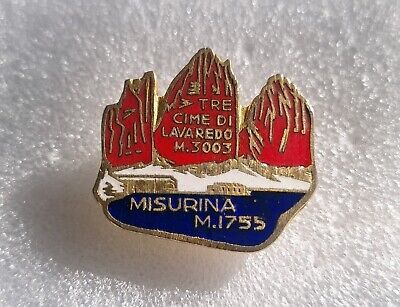 TRE
CIME DI
LAVAREDO
M.3003
MISURINA
M.1755